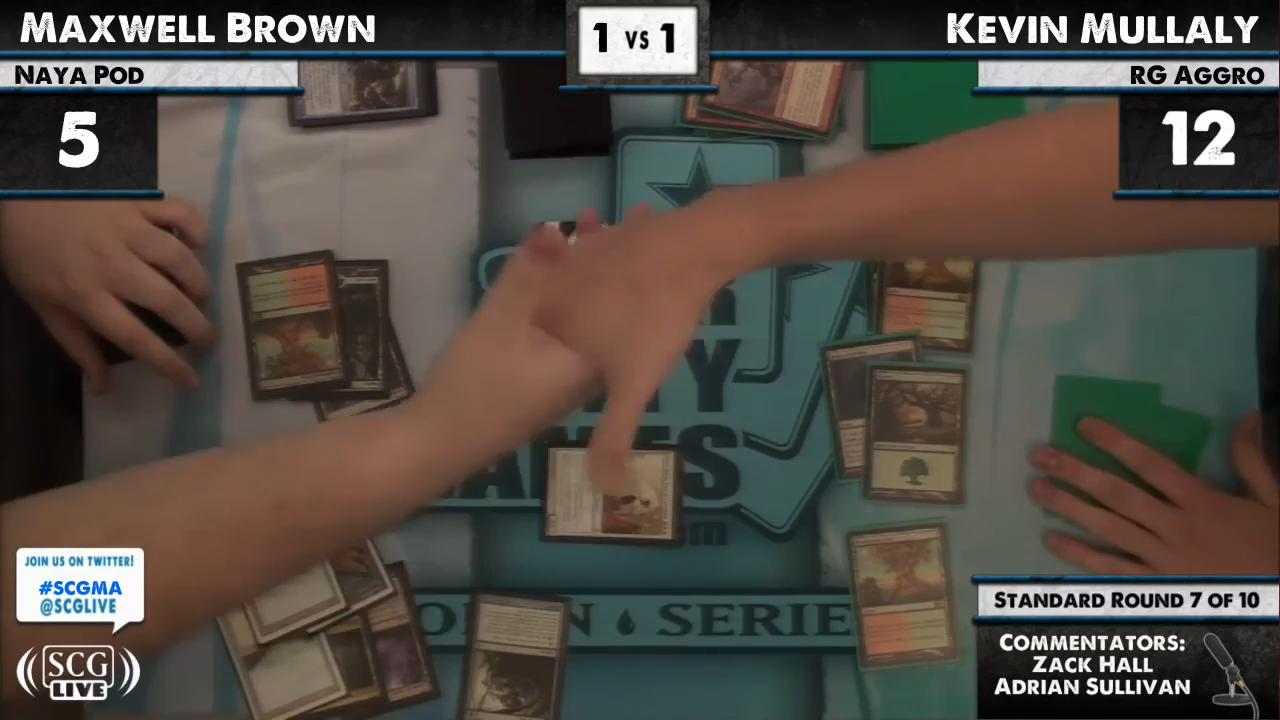 MAXWELL BROWN
1 VS 1
KEVIN MULLALY
NAYA POD
RG AGGRO
5
12
JOIN US ON TWITTER!
#SCGMA
@SCGLIVE
SCG
LIVE
SERIE
STANDARD ROUND 7 OF 10
COMMENTATORS:
ZACK HALL
ADRIAN SULLIVAN